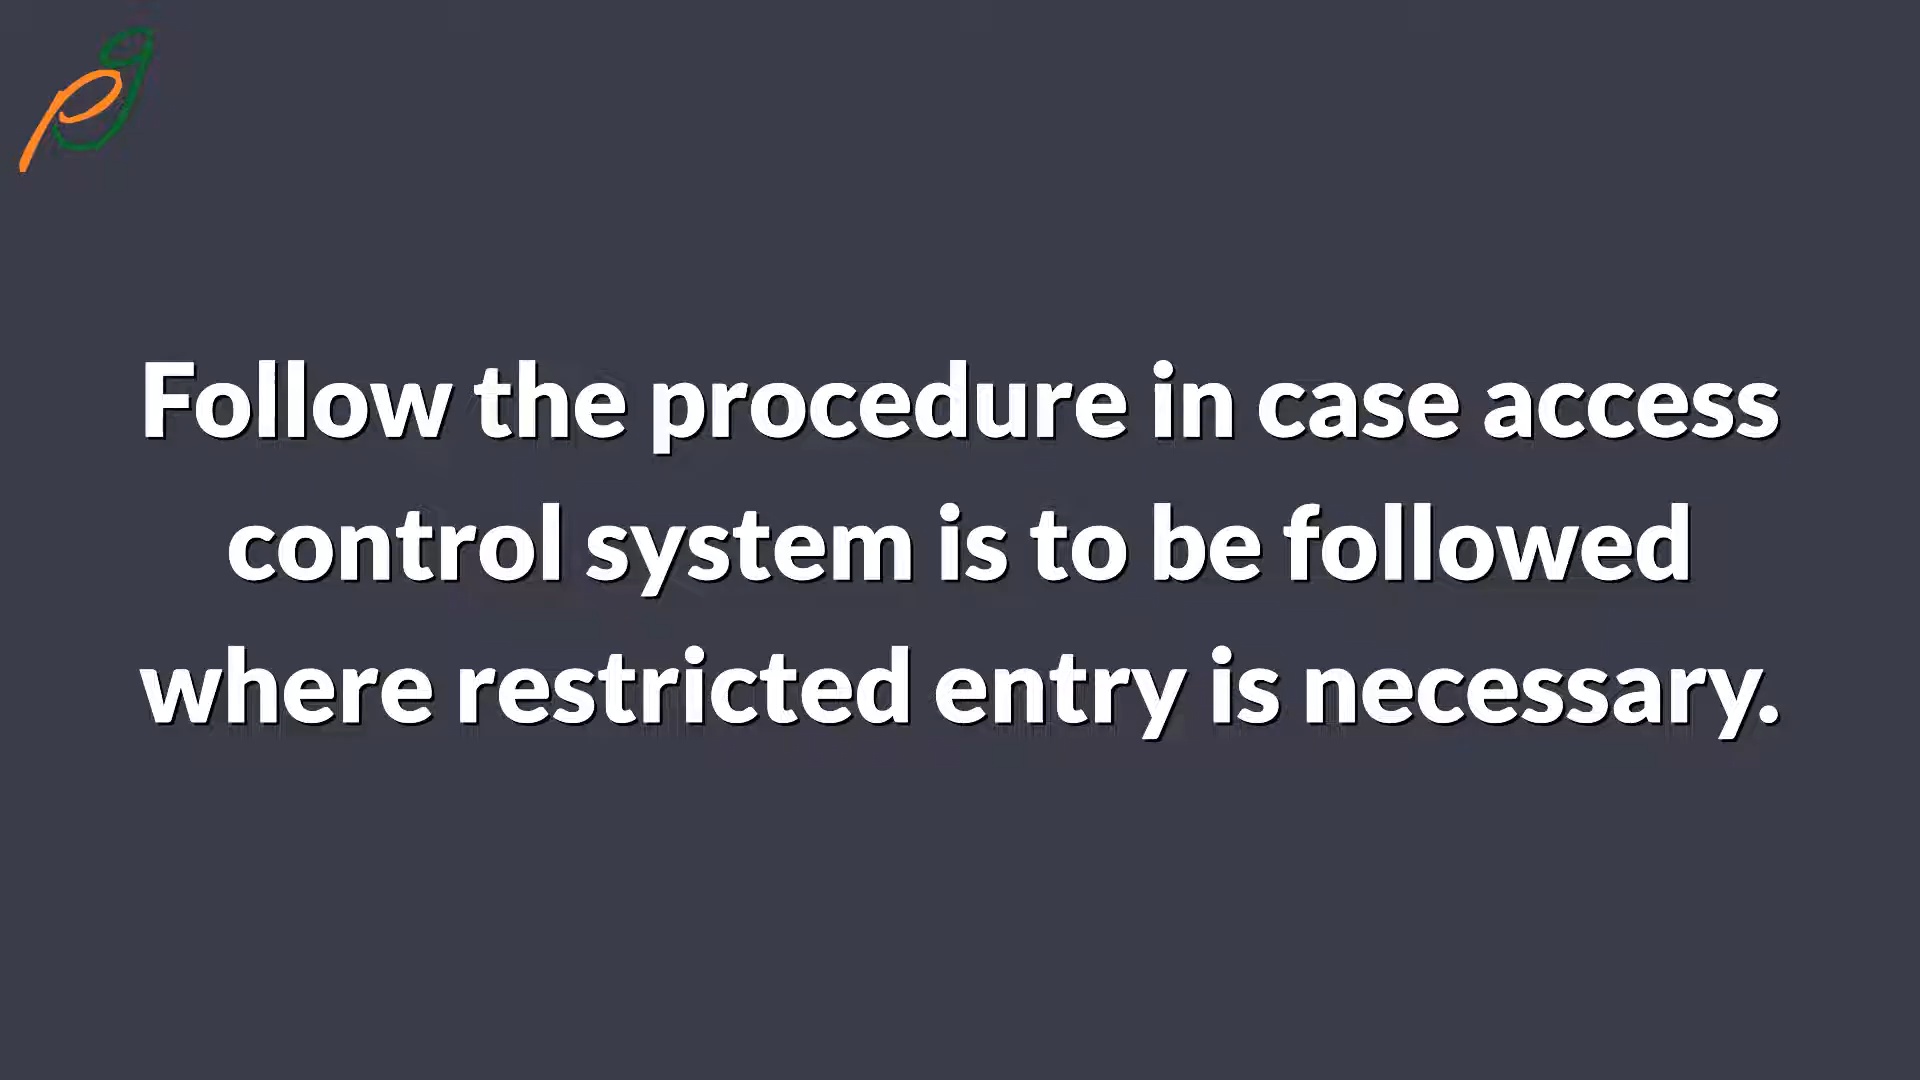 Follow the procedure in case access
control system is to be followed
where restricted entry is necessary.